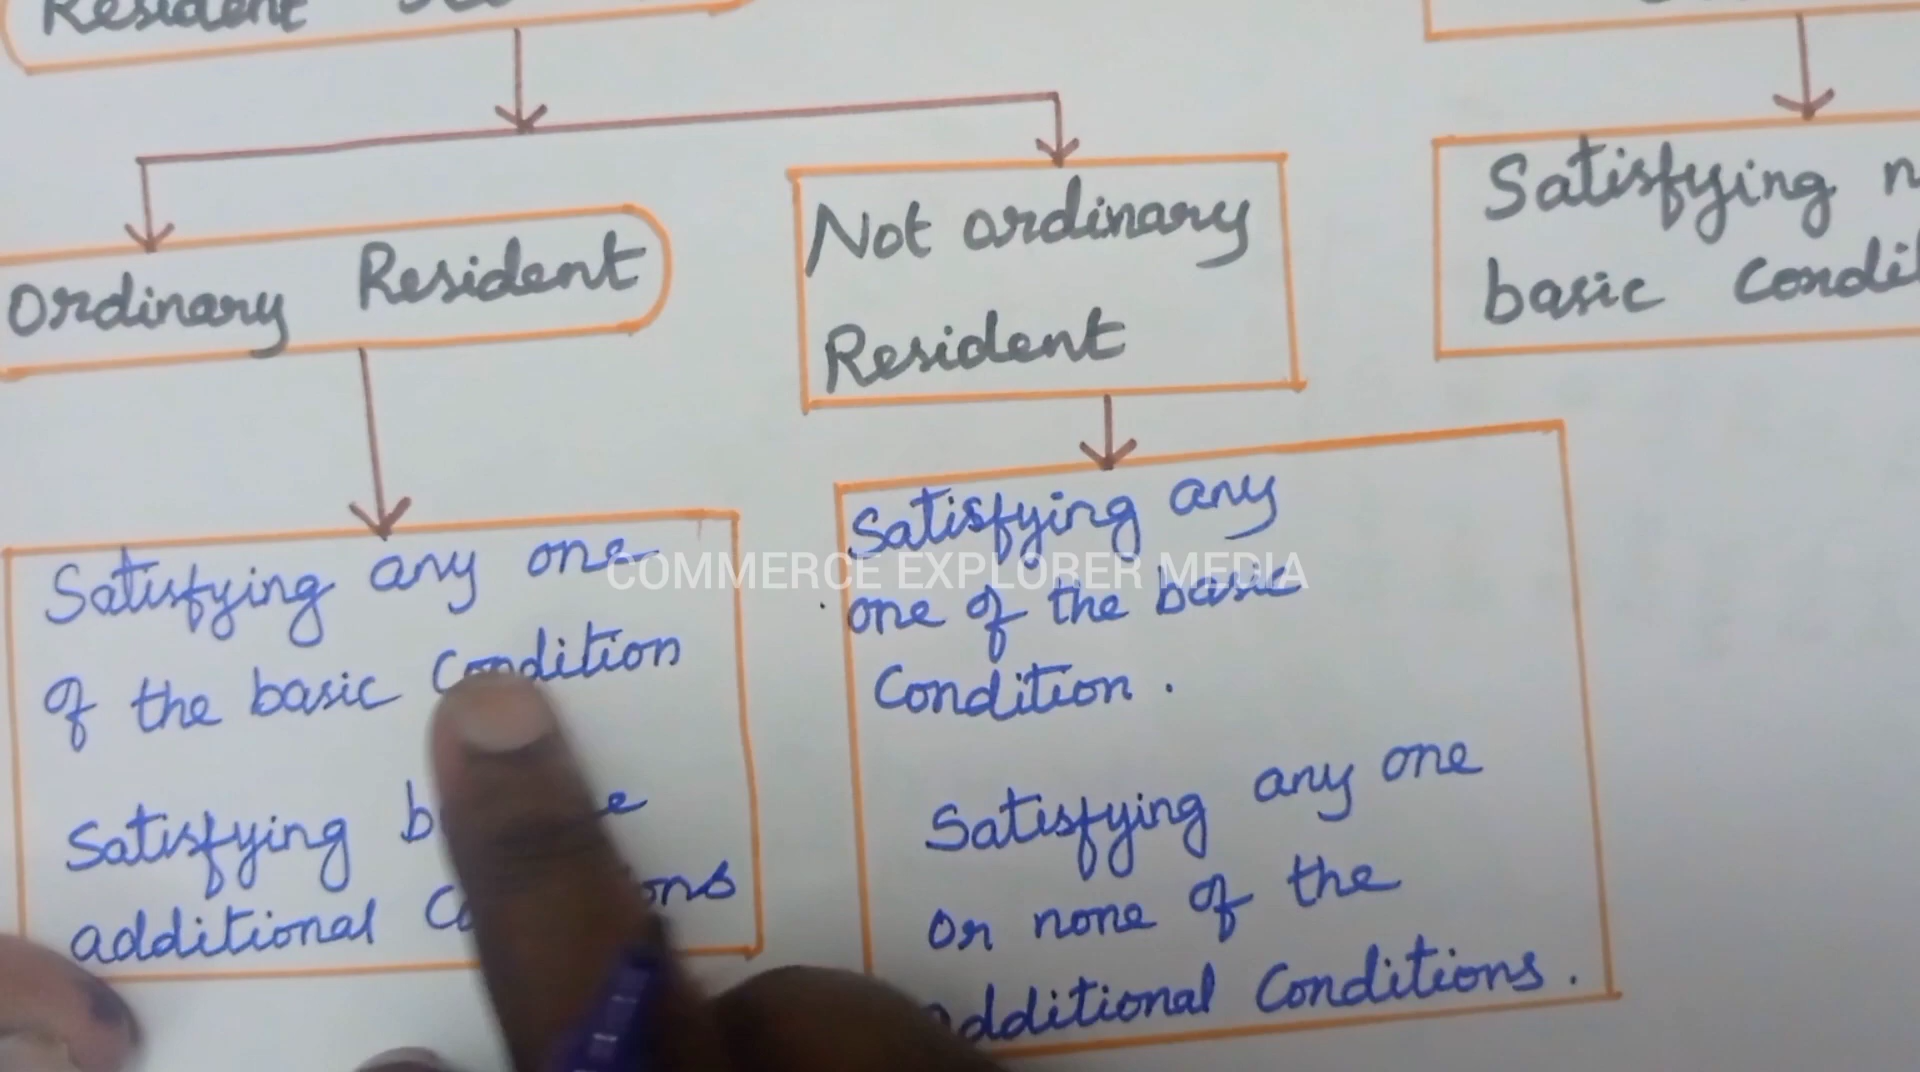 Resident
Ordinary Resident
Not ordinary
Resident
Satisfying
basic
Satisfying any one
of the basic condition
Satisfying
additional
Satisfying any
one of the basic
Condition .
Satisfying any one
or none of the
additional Conditions .
COMMERCE EXPLORER MEDIA